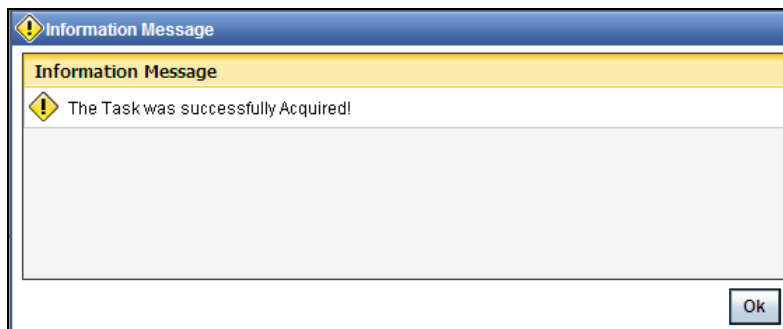 Information Message
Information Message
The Task was successfully Acquired!
Ok